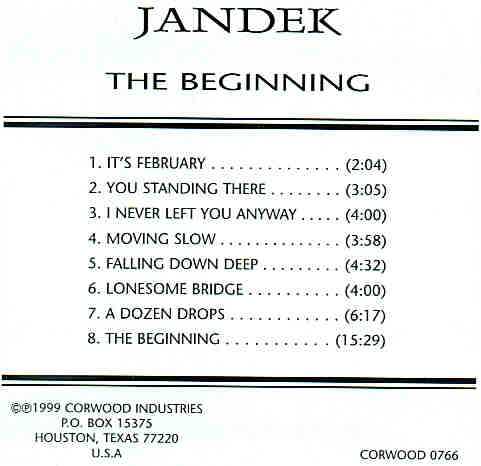 JANDEK
THE BEGINNING
1. IT'S FEBRUARY . . . . . . . . . . . . . . (2:04)
2. YOU STANDING THERE . . . . . . . . (3:05)
3. I NEVER LEFT YOU ANYWAY . . . . . (4:00)
4. MOVING SLOW . . . . . . . . . . . . . (3:58)
5. FALLING DOWN DEEP . . . . . . . . . (4:32)
6. LONESOME BRIDGE . . . . . . . . . . (4:00)
7. A DOZEN DROPS . . . . . . . . . . . . (6:17)
8. THE BEGINNING . . . . . . . . . . . (15:29)
©℗1999 CORWOOD INDUSTRIES
P.O. BOX 15375
HOUSTON, TEXAS 77220
U.S.A
CORWOOD 0766